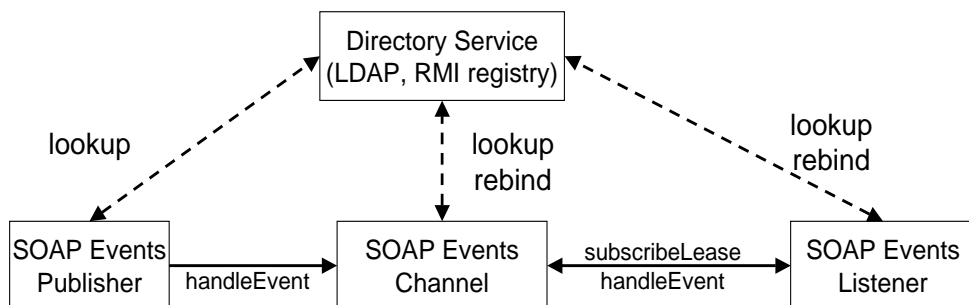 Directory Service
(LDAP, RMI registry)
lookup
lookup
rebind
lookup
rebind
SOAP Events
Publisher
handleEvent
SOAP Events
Channel
subscribeLease
handleEvent
SOAP Events
Listener